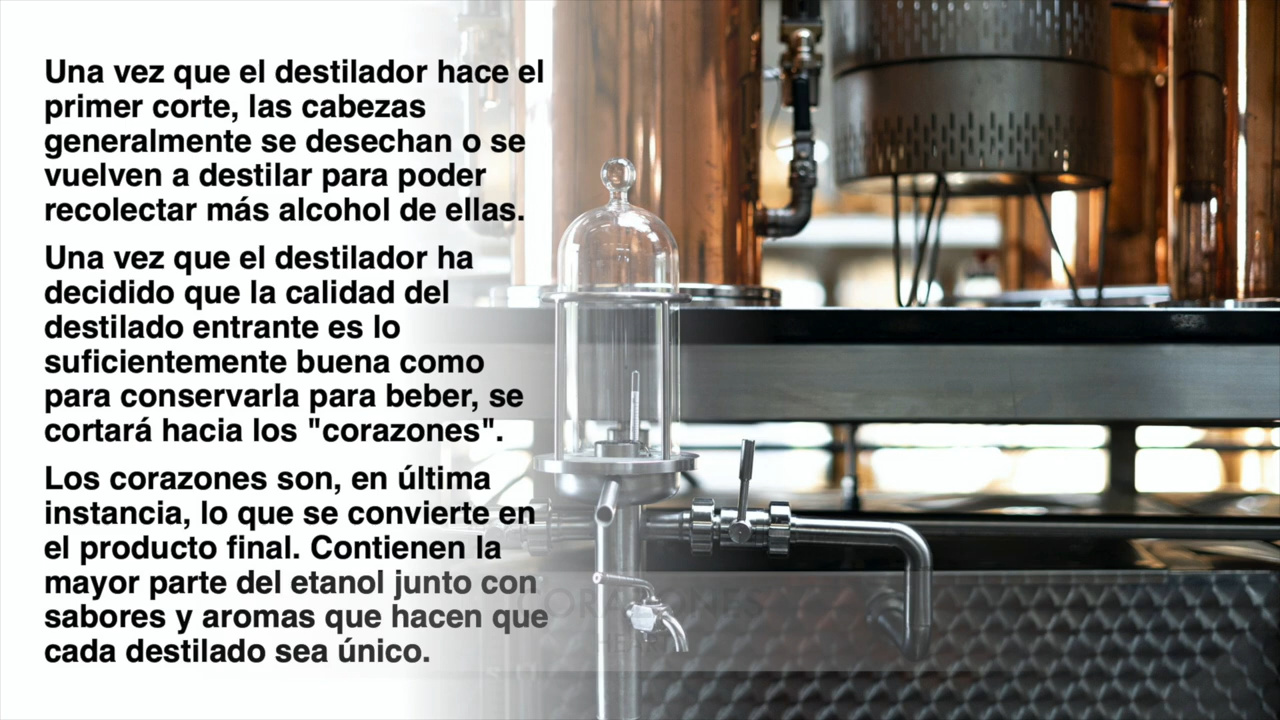 Una vez que el destilador hace el
primer corte, las cabezas
generalmente se desechan o se
vuelven a destilar para poder
recolectar más alcohol de ellas.
Una vez que el destilador ha
decidido que la calidad del
destilado entrante es lo
suficientemente buena como
para conservarla para beber, se
cortará hacia los "corazones".
Los corazones son, en última
instancia, lo que se convierte en
el producto final. Contienen la
mayor parte del etanol junto con
sabores y aromas que hacen que
cada destilado sea único.